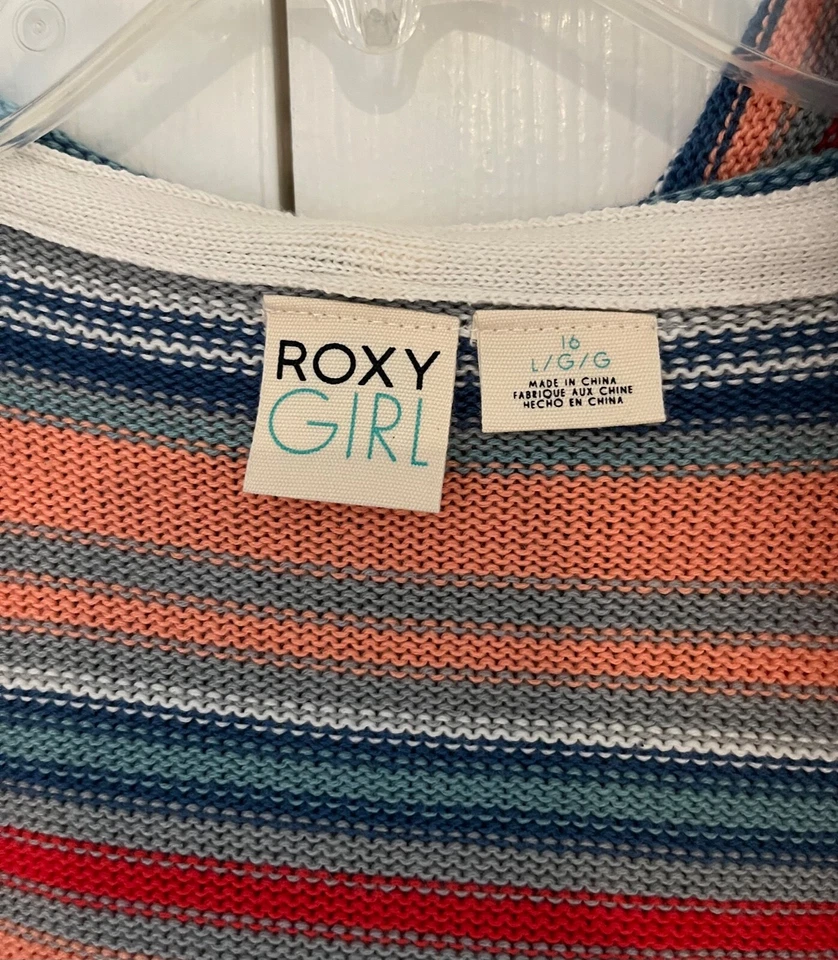 ROXY
GIRL
16
L/G/G
MADE IN CHINA
FABRIQUE AUX CHINE
HECHO EN CHINA